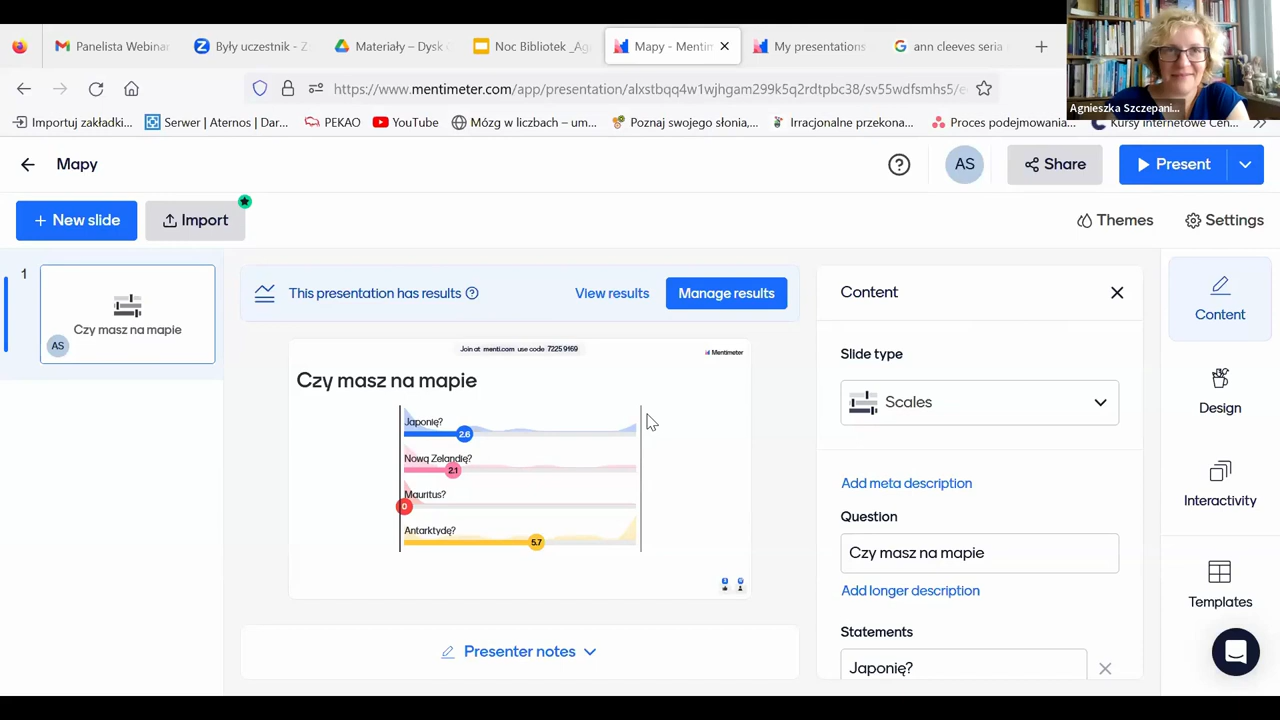 Panelista Webina
Były uczestnik - Z
Materiały – Dysk
Noc Bibliotek _Ag
Mapy - Mentim
My presentations
ann cleeves seria
https://www.mentimeter.com/app/presentation/
Importuj zakładki...
Serwer | Aternos | Dar...
PEKAO
YouTube
Mózg w liczbach – um...
Poznaj swojego słonia,...
Irracjonalne przekona...
Proces podejmowania...
Kursy Internetowe Cen...
Agnieszka Szczepani...
Mapy
AS
Share
Present
+ New slide
Import
Themes
Settings
1
Czy masz na mapie
AS
This presentation has results
View results
Manage results
Join at menti.com use code 7225 9169
Mentimeter
Czy masz na mapie
Japonię?
2.6
Nową Zelandię?
2.1
Mauritus?
0
Antarktydę?
5.7
Presenter notes
Content
Slide type
Scales
Add meta description
Question
Czy masz na mapie
Add longer description
Statements
Japonię?
Content
Design
Interactivity
Templates